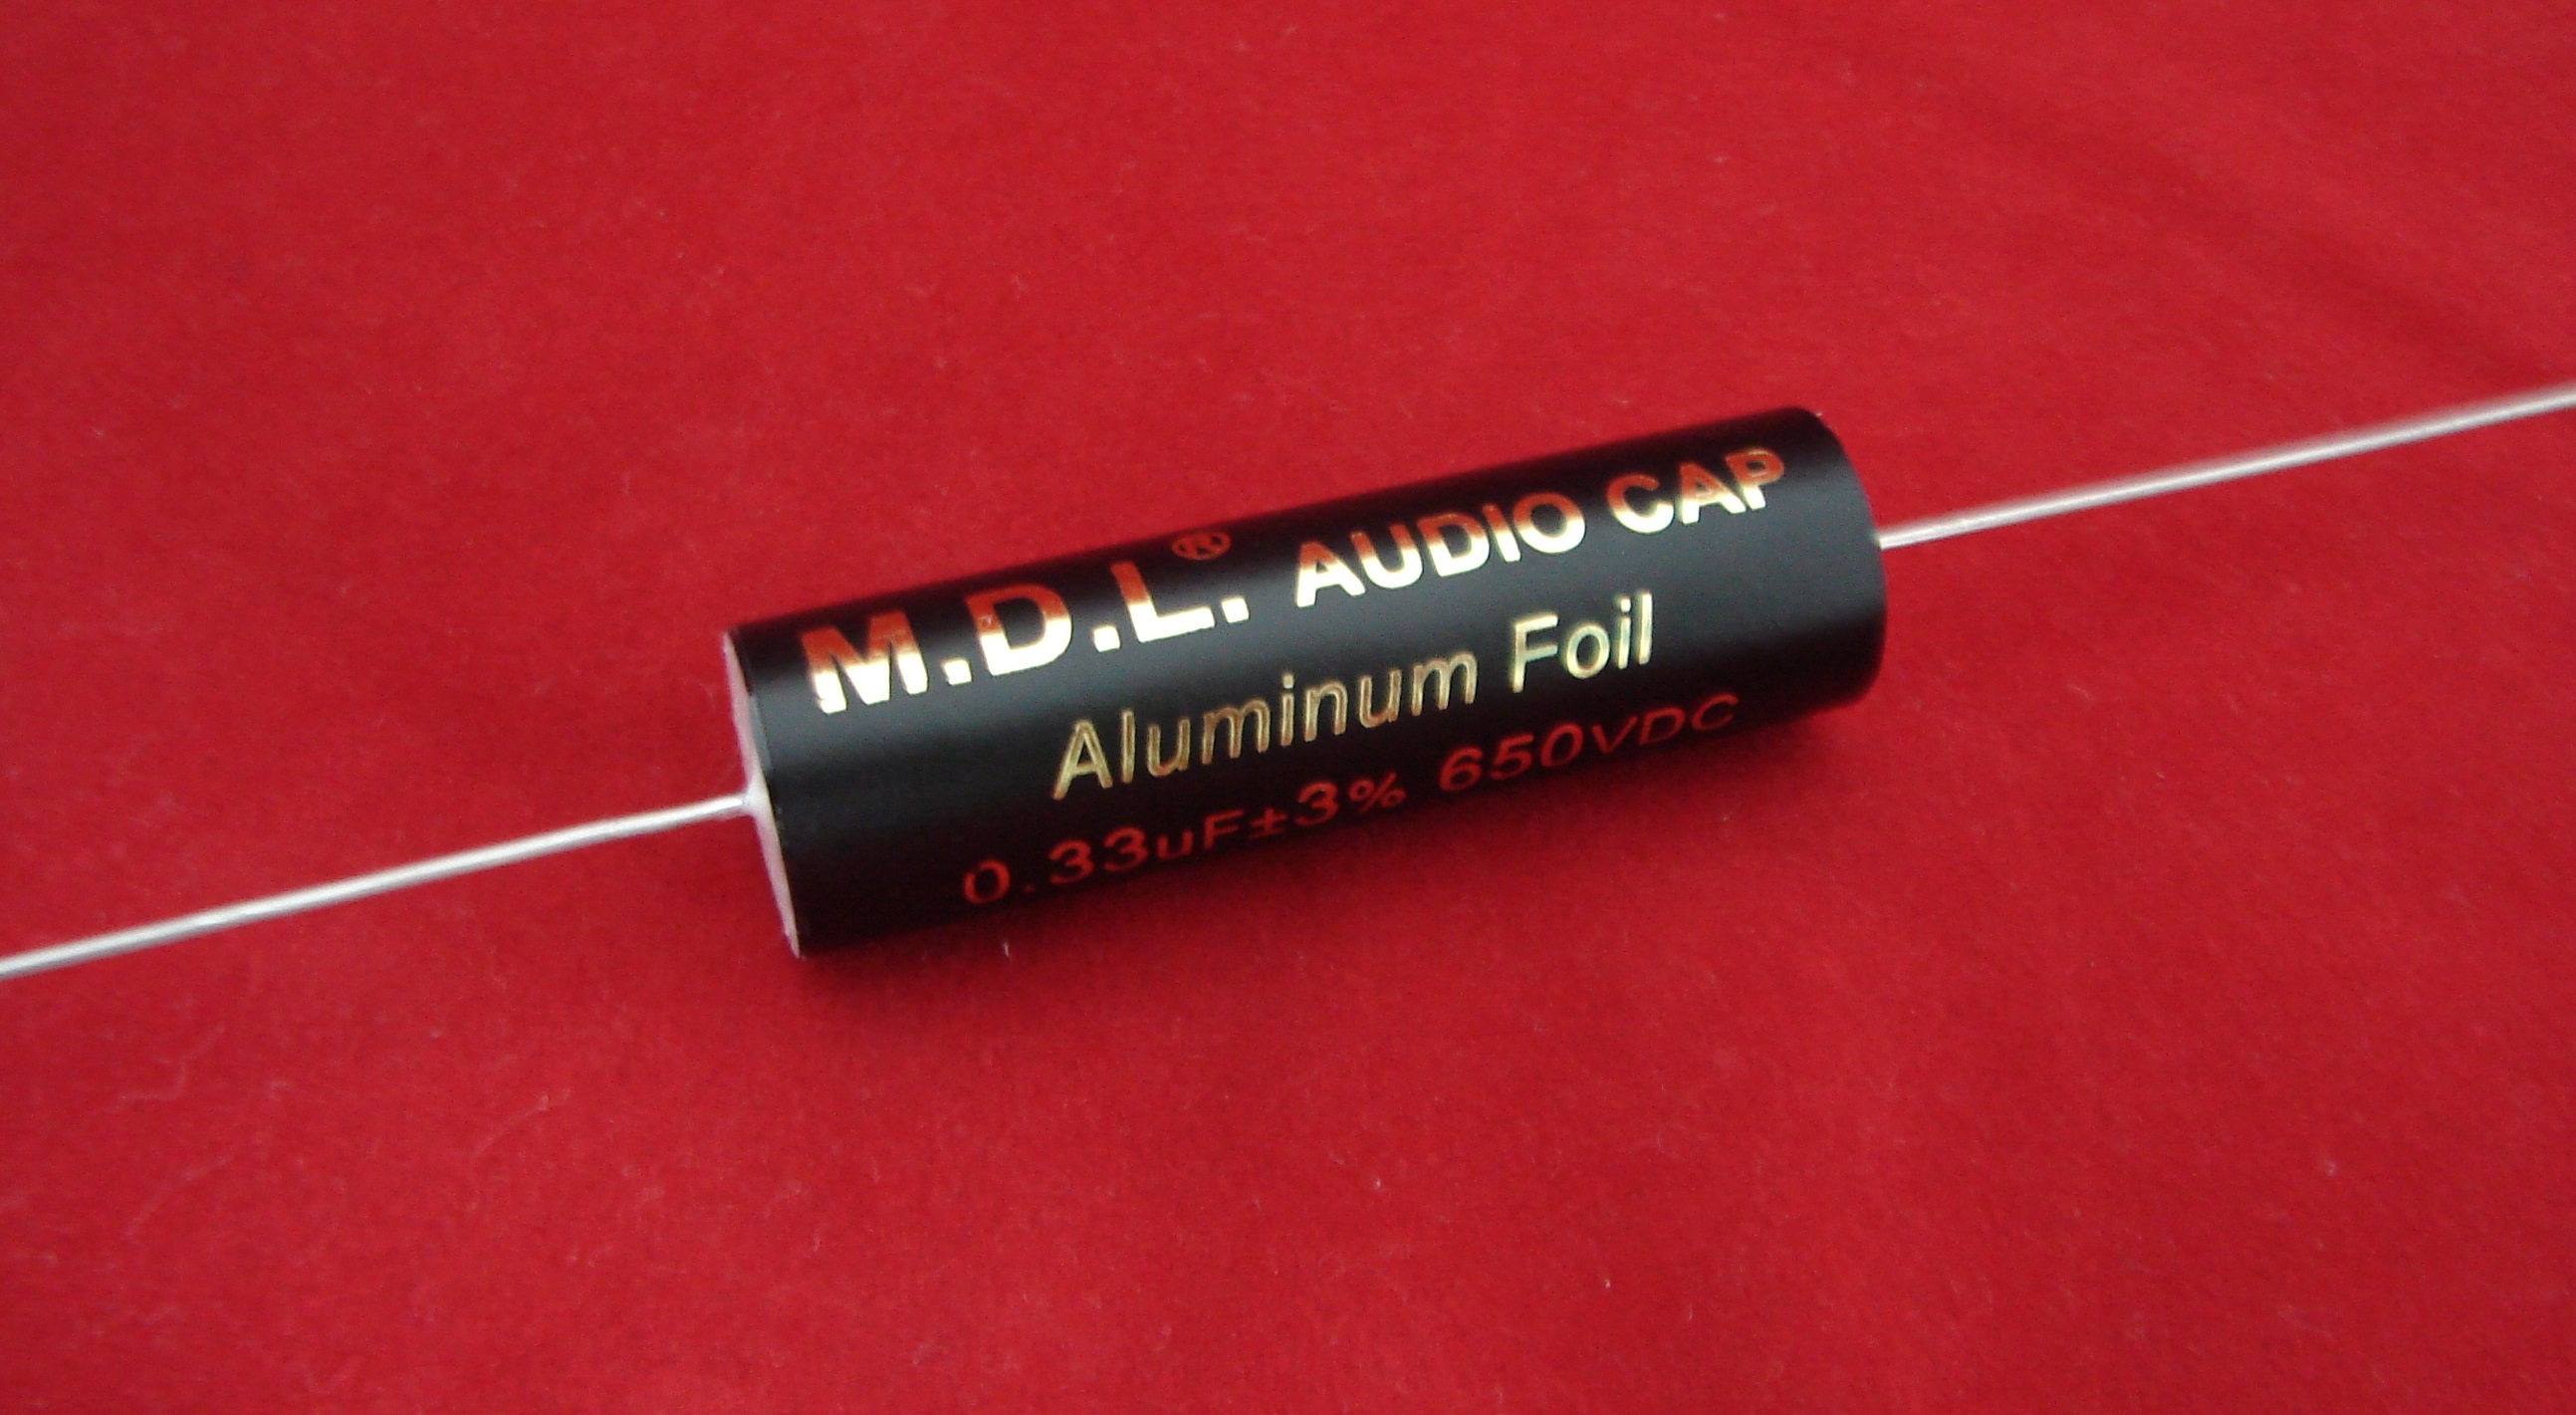 M.D.L.® AUDIO CAP
Aluminum Foil
0.33uF±3% 650VDC